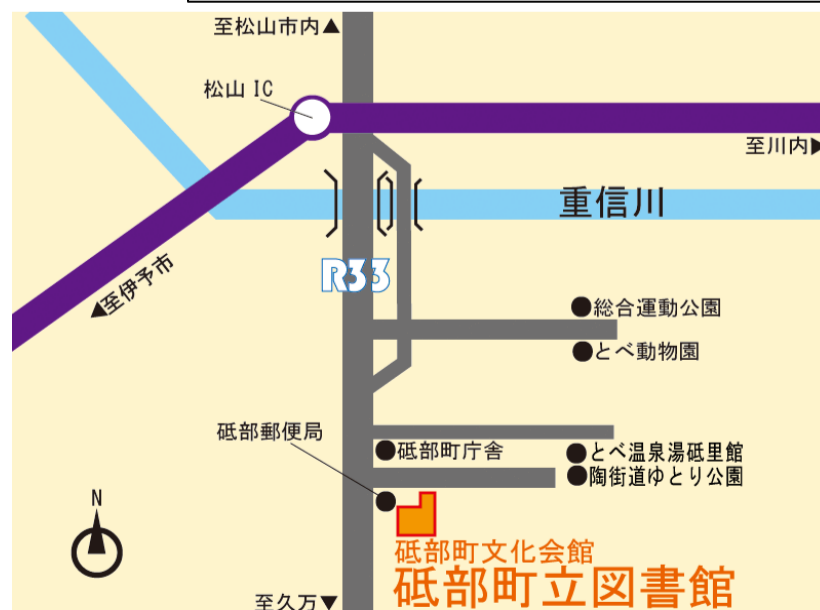 至松山市内▲
松山 IC
至川内▶
重信川
R33
◀至伊予市
●総合運動公園
●とべ動物園
砥部郵便局
●砥部町庁舎
●とべ温泉湯砥里館
●陶街道ゆとり公園
N
砥部町文化会館
砥部町立図書館
至久万▼